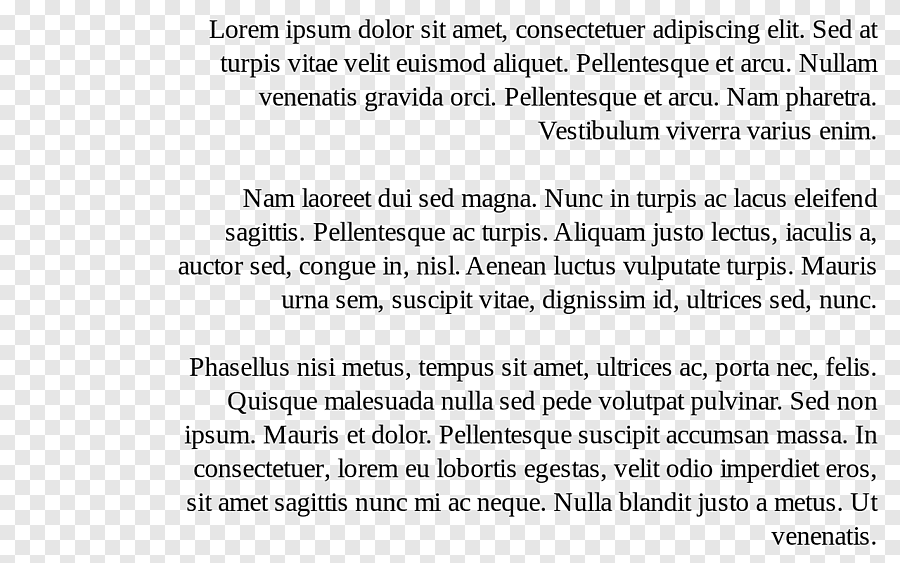 Lorem ipsum dolor sit amet, consectetuer adipiscing elit. Sed at
turpis vitae velit euismod aliquet. Pellentesque et arcu. Nullam
venenatis gravida orci. Pellentesque et arcu. Nam pharetra.
Vestibulum viverra varius enim.

Nam laoreet dui sed magna. Nunc in turpis ac lacus eleifend
sagittis. Pellentesque ac turpis. Aliquam justo lectus, iaculis a,
auctor sed, congue in, nisl. Aenean luctus vulputate turpis. Mauris
urna sem, suscipit vitae, dignissim id, ultrices sed, nunc.

Phasellus nisi metus, tempus sit amet, ultrices ac, porta nec, felis.
Quisque malesuada nulla sed pede volutpat pulvinar. Sed non
ipsum. Mauris et dolor. Pellentesque suscipit accumsan massa. In
consectetuer, lorem eu lobortis egestas, velit odio imperdiet eros,
sit amet sagittis nunc mi ac neque. Nulla blandit justo a metus. Ut
venenatis.